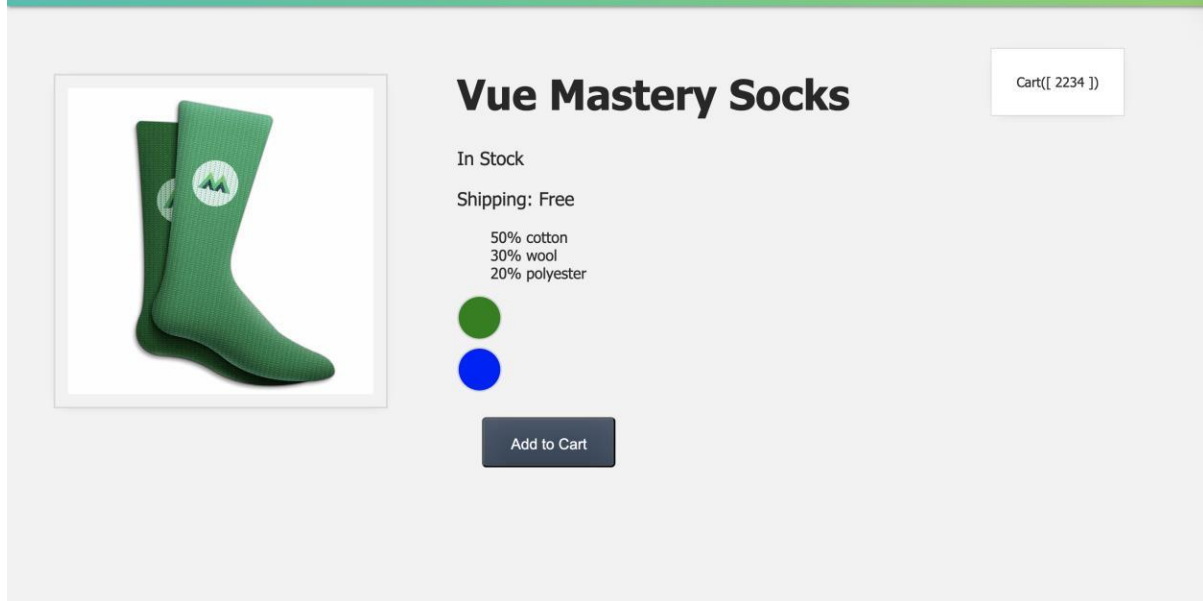 Vue Mastery Socks
Cart([ 2234 ])
In Stock
Shipping: Free
50% cotton
30% wool
20% polyester
Add to Cart